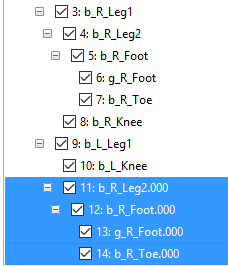 3: b_R_Leg1
4: b_R_Leg2
5: b_R_Foot
6: g_R_Foot
7: b_R_Toe
8: b_R_Knee
9: b_L_Leg1
10: b_L_Knee
11: b_R_Leg2.000
12: b_R_Foot.000
13: g_R_Foot.000
14: b_R_Toe.000